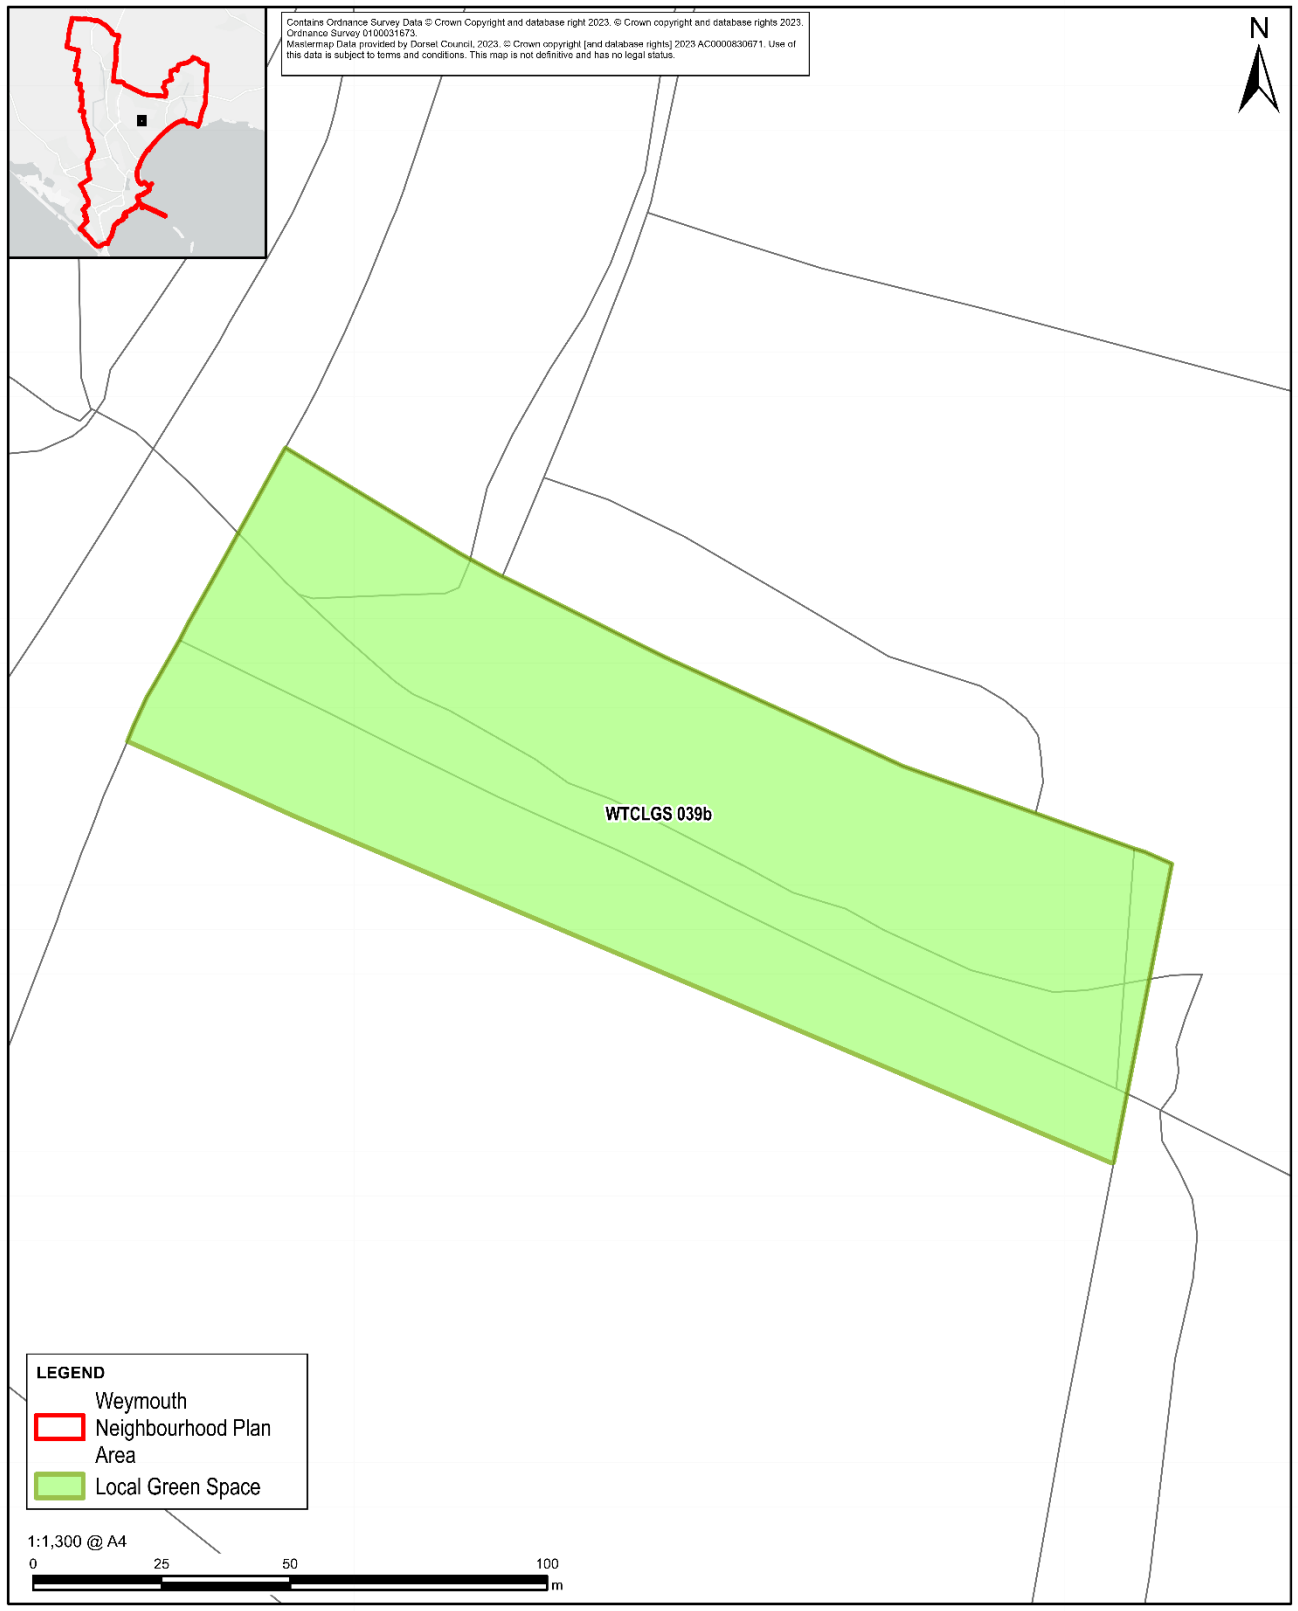 Contains Ordnance Survey Data © Crown Copyright and database right 2023. © Crown copyright and database rights 2023.
Ordnance Survey 0100031673.
Mastermap Data provided by Dorset Council, 2023. © Crown copyright [and database rights] 2023 AC0000830671. Use of
this data is subject to terms and conditions. This map is not definitive and has no legal status.
N
WTCLGS 039b
LEGEND
Weymouth
Neighbourhood Plan
Area
Local Green Space
1:1,300 @ A4
0 25 50 100
m